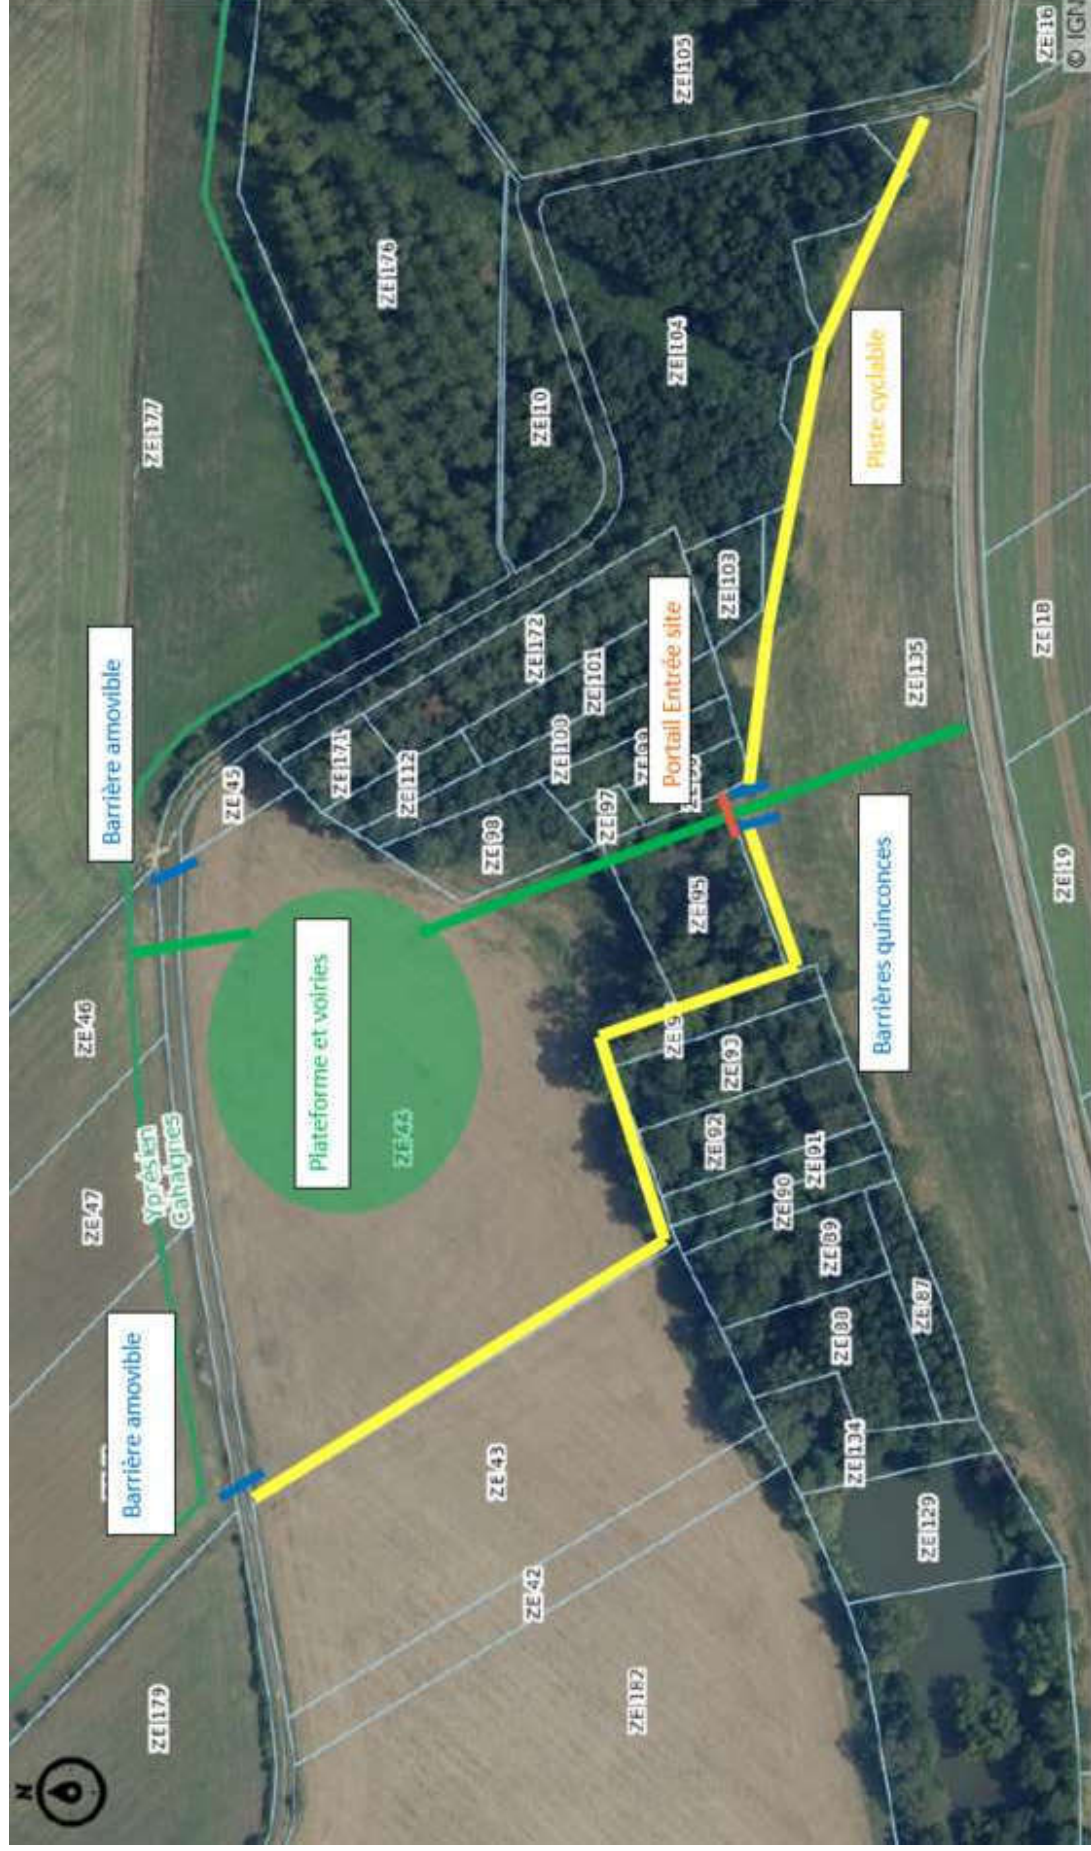 N
ZE 179
ZE 182
ZE 42
ZE 43
ZE 129
ZE 134
ZE 88
ZE 87
ZE 89
ZE 90
ZE 91
ZE 92
ZE 93
ZE 9
ZE 95
Barrière amovible
ZE 47
ZE 46
Yprésien
Cahaignes
Plateforme et voiries
ZE 43
Barrières quinconces
Barrière amovible
ZE 45
ZE 98
ZE 97
ZE 100
ZE 101
ZE 112
ZE 171
ZE 172
Portail Entrée site
ZE 103
ZE 135
ZE 19
ZE 18
ZE 177
ZE 176
ZE 10
ZE 104
Piste cyclable
ZE 105
ZE 16
© IGN